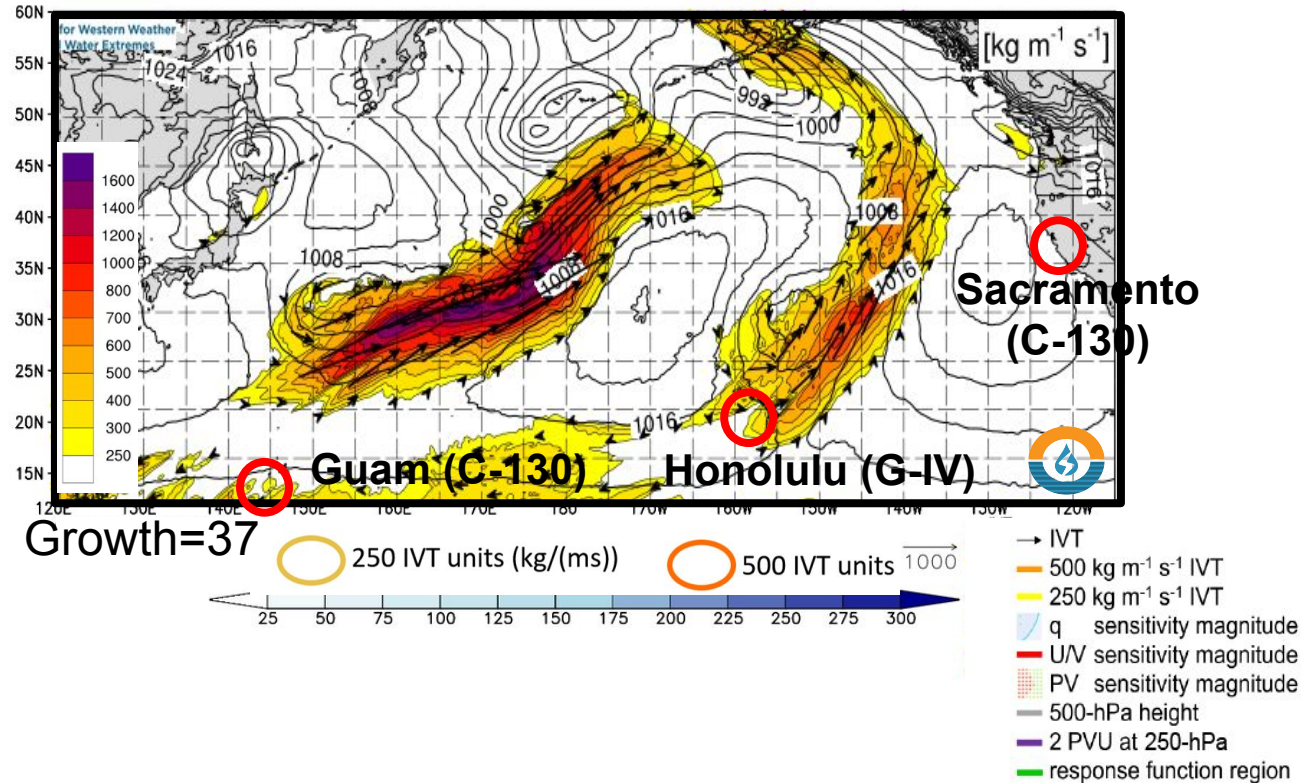 60N
55N
50N
45N
40N
35N
30N
25N
20N
15N
for Western Weather
Water Extremes
[kg m⁻¹ s⁻¹]
1016
1024
1008
992
1000
1000
1016
1016
1008
1008
1008
1016
1016
1600
1400
1200
1000
800
700
600
500
400
300
250
Sacramento
(C-130)
Guam (C-130)
Honolulu (G-IV)
120E 130E 140E 150E 160E 170E 180 170W 160W 150W 140W 130W 120W
Growth=37
250 IVT units (kg/(ms))
500 IVT units
1000
25 50 75 100 125 150 175 200 225 250 275 300
IVT
500 kg m⁻¹ s⁻¹ IVT
250 kg m⁻¹ s⁻¹ IVT
q sensitivity magnitude
U/V sensitivity magnitude
PV sensitivity magnitude
500-hPa height
2 PVU at 250-hPa
response function region